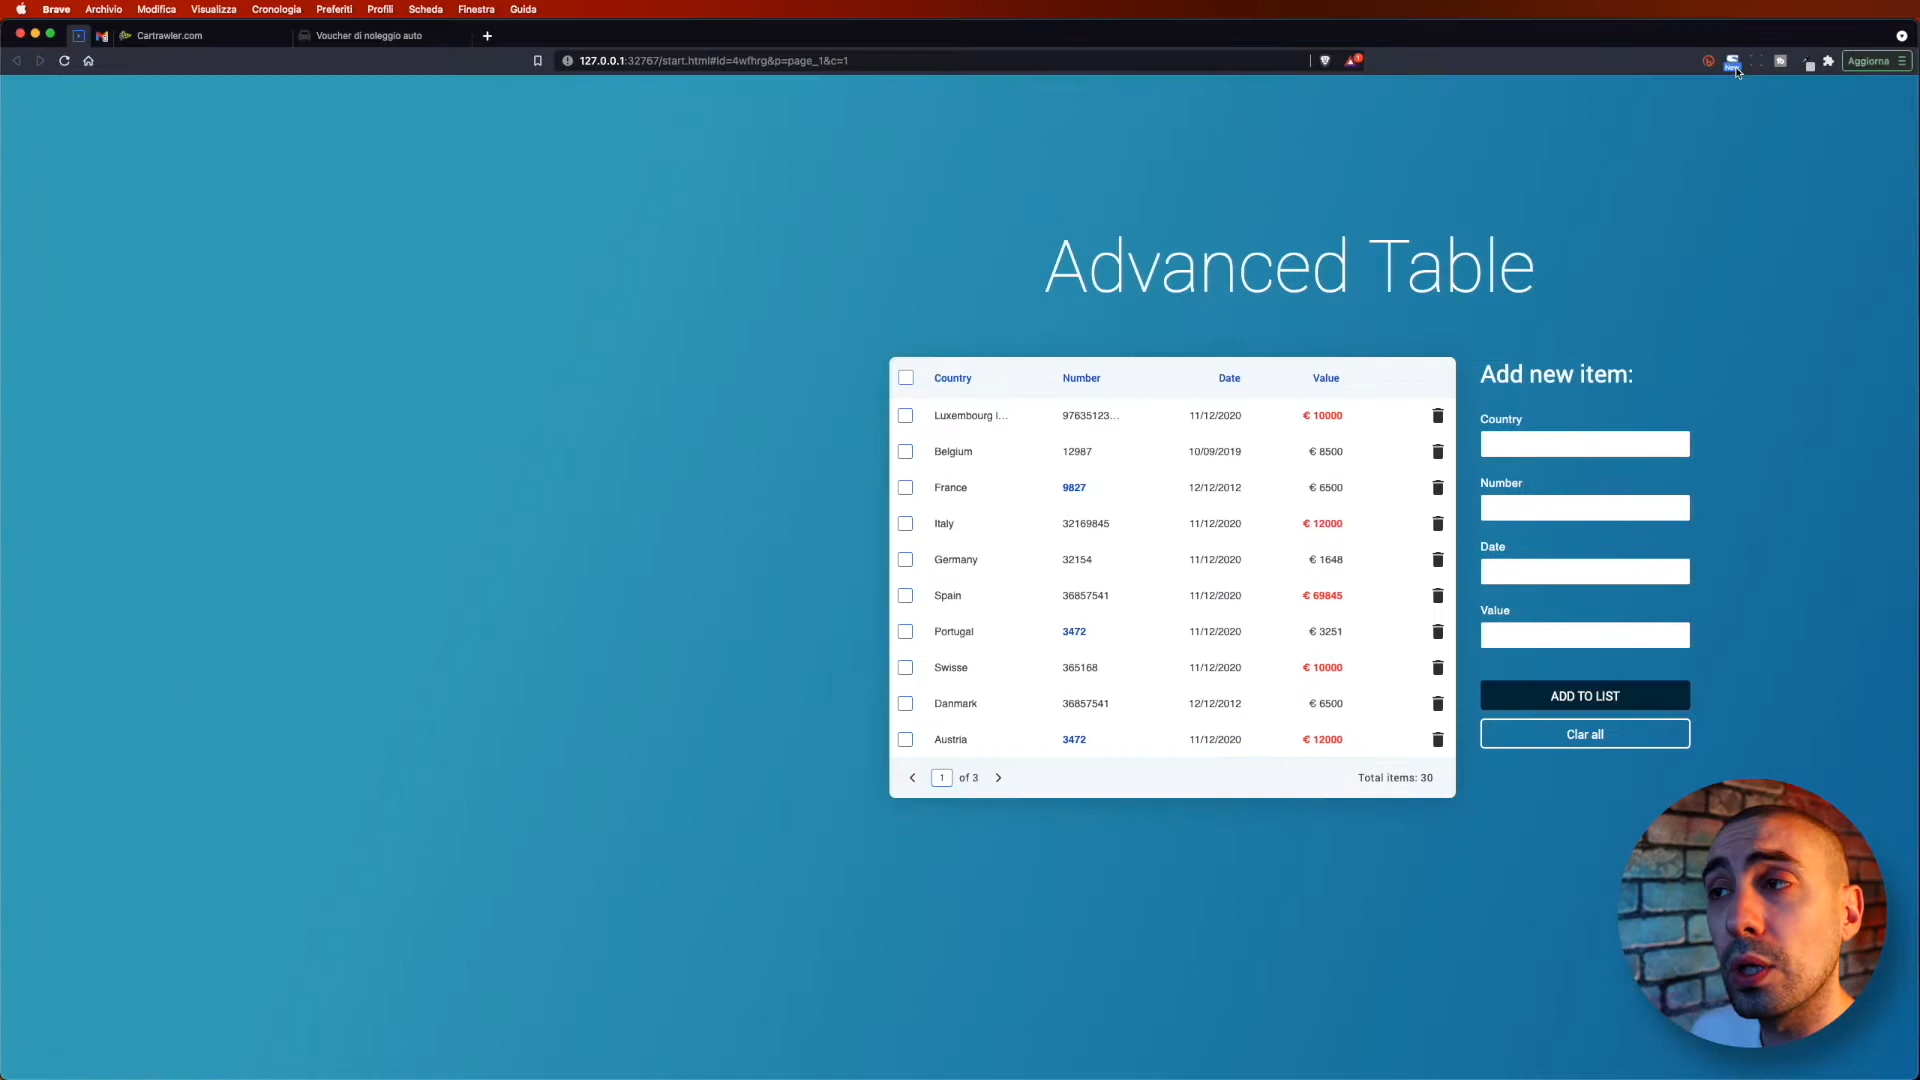 Brave Archivio Modifica Visualizza Cronologia Preferiti Profili Scheda Finestra Guida
Cartrawler.com Voucher di noleggio auto
127.0.0.1:32767/start.html#id=4wfhrg&p=page_1&c=1 1 New Aggiorna
Advanced Table
Country Number Date Value
Luxembourg l... 97635123... 11/12/2020 € 10000
Belgium 12987 10/09/2019 € 8500
France 9827 12/12/2012 € 6500
Italy 32169845 11/12/2020 € 12000
Germany 32154 11/12/2020 € 1648
Spain 36857541 11/12/2020 € 69845
Portugal 3472 11/12/2020 € 3251
Swisse 365168 11/12/2020 € 10000
Danmark 36857541 12/12/2012 € 6500
Austria 3472 11/12/2020 € 12000
1 of 3 Total items: 30
Add new item:
Country
Number
Date
Value
ADD TO LIST
Clar all